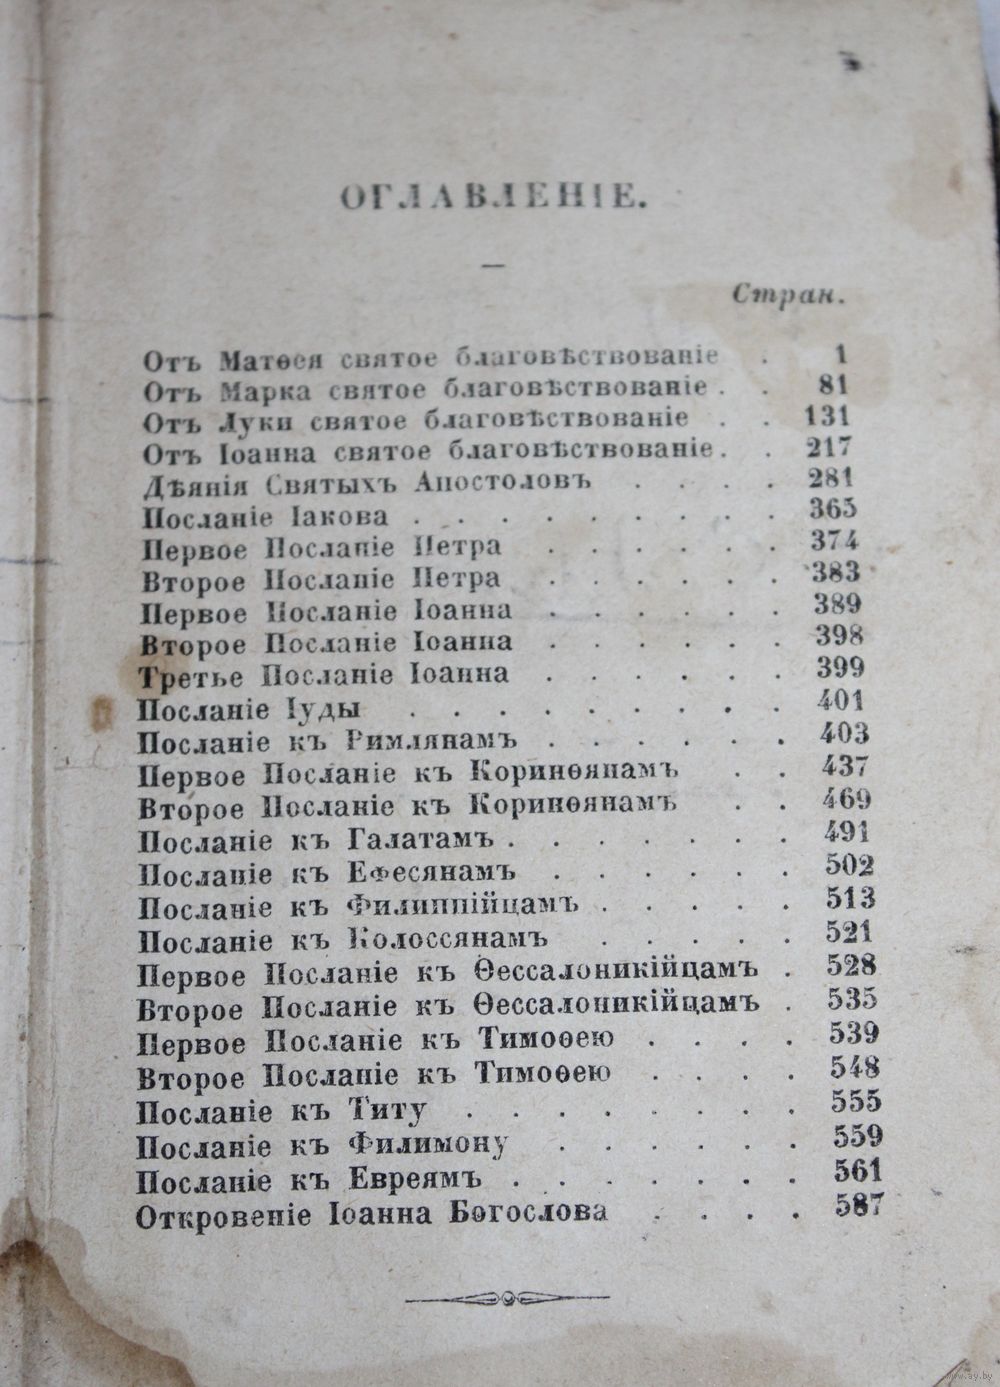 ОГЛАВЛЕНІЕ.
Стран.
Отъ Матѳея святое благовѣствованіе . 1
Отъ Марка святое благовѣствованіе . . 81
Отъ Луки святое благовѣствованіе . . 131
Отъ Іоанна святое благовѣствованіе . . 217
Дѣянія Святыхъ Апостоловъ . . . . 281
Посланіе Іакова . . . . . . . . . 365
Первое Посланіе Петра . . . . . . 374
Второе Посланіе Петра . . . . . . 383
Первое Посланіе Іоанна . . . . . . 389
Второе Посланіе Іоанна . . . . . . 398
Третье Посланіе Іоанна . . . . . . 399
Посланіе Іуды . . . . . . . . . 401
Посланіе къ Римлянамъ . . . . . . 403
Первое Посланіе къ Коринѳянамъ . . 437
Второе Посланіе къ Коринѳянамъ . . 469
Посланіе къ Галатамъ . . . . . . . 491
Посланіе къ Ефесянамъ . . . . . . 502
Посланіе къ Филиппійцамъ . . . . . 513
Посланіе къ Колоссянамъ . . . . . 521
Первое Посланіе къ Ѳессалоникійцамъ . 528
Второе Посланіе къ Ѳессалоникійцамъ . 535
Первое Посланіе къ Тимоѳею . . . . 539
Второе Посланіе къ Тимоѳею . . . . 548
Посланіе къ Титу . . . . . . . . 555
Посланіе къ Филимону . . . . . . 559
Посланіе къ Евреямъ . . . . . . . 561
Откровеніе Іоанна Богослова . . . . 587
www.ay.by